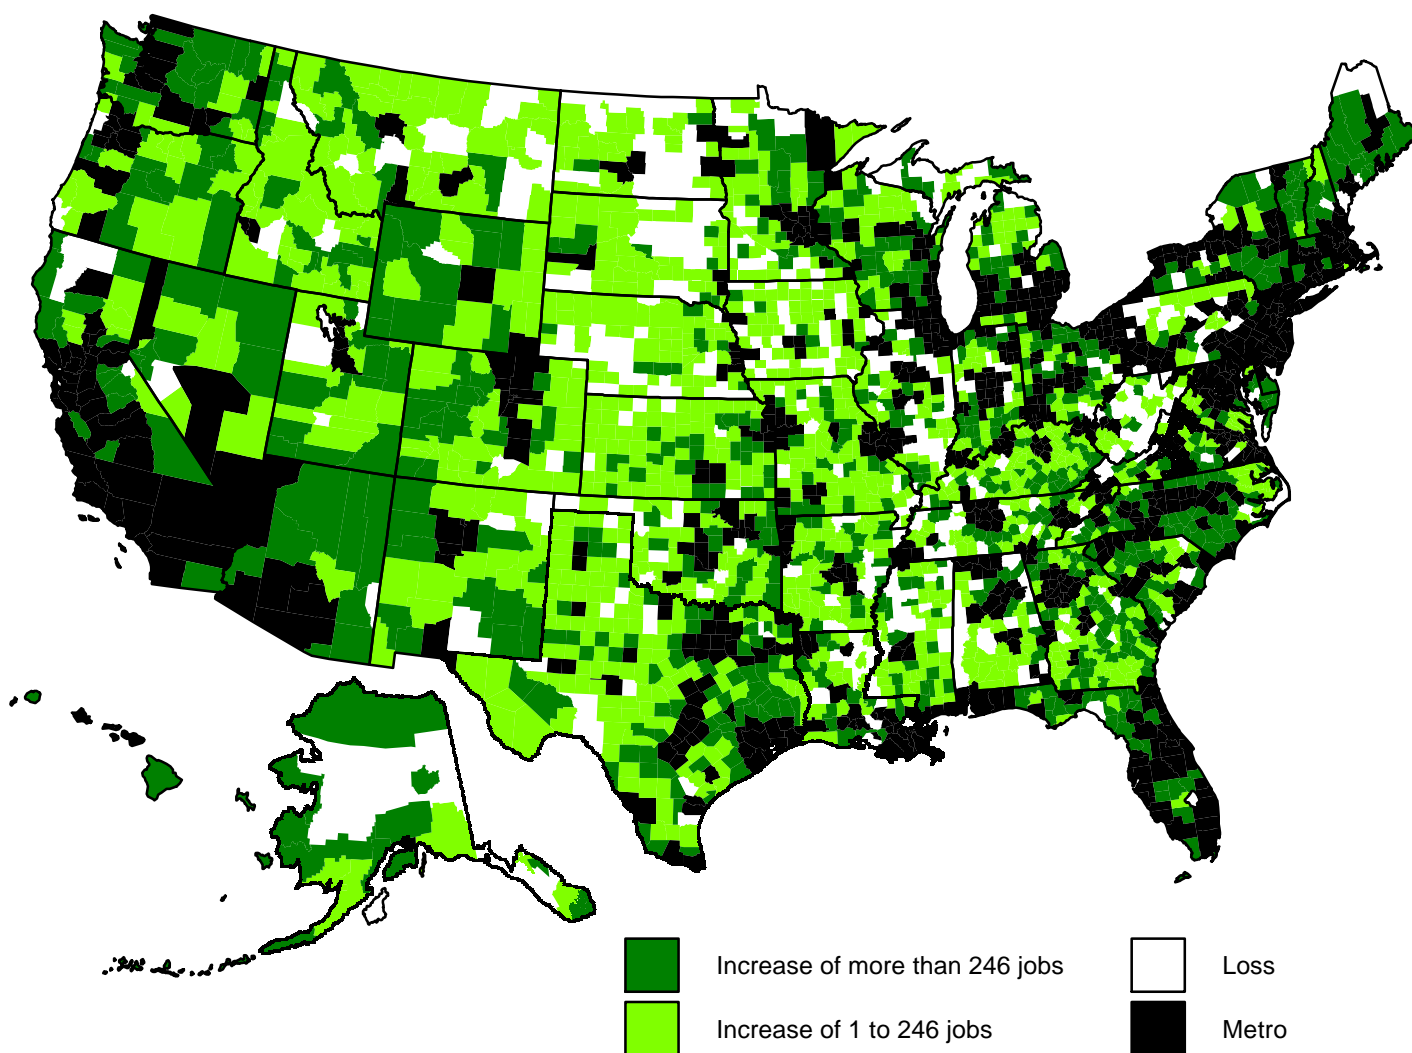 Increase of more than 246 jobs
Loss
Increase of 1 to 246 jobs
Metro